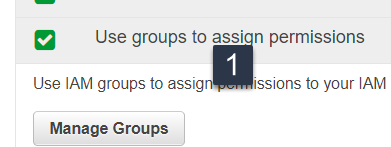 Use groups to assign permissions
1
Use IAM groups to assign permissions to your IAM
Manage Groups